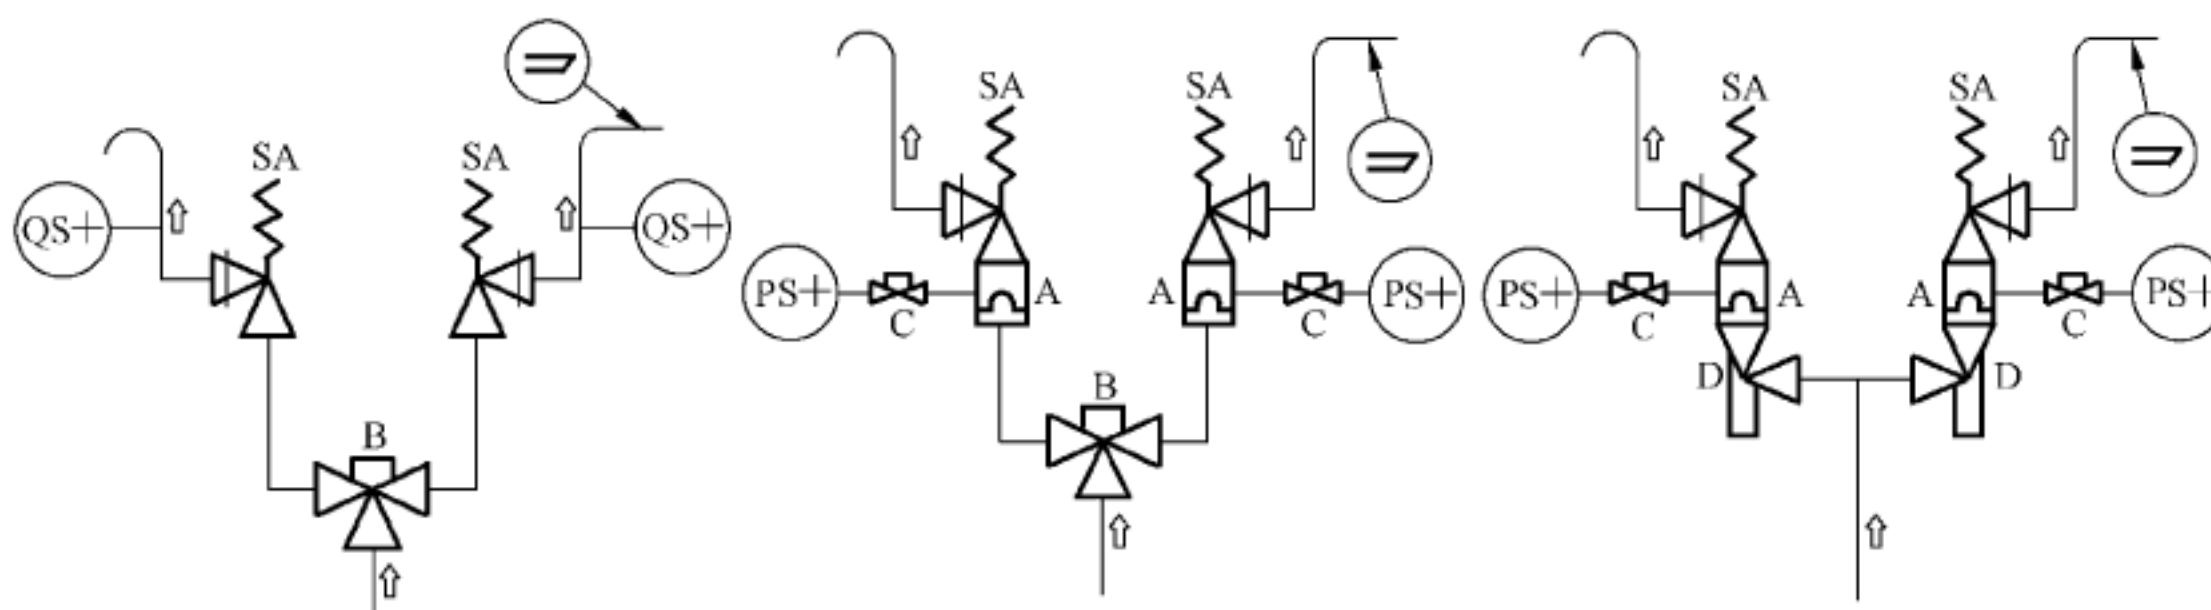 SA SA SA SA
SA SA
QS+ QS+
PS+ A A PS+ PS+ A A PS+
C C C C
B D D
B